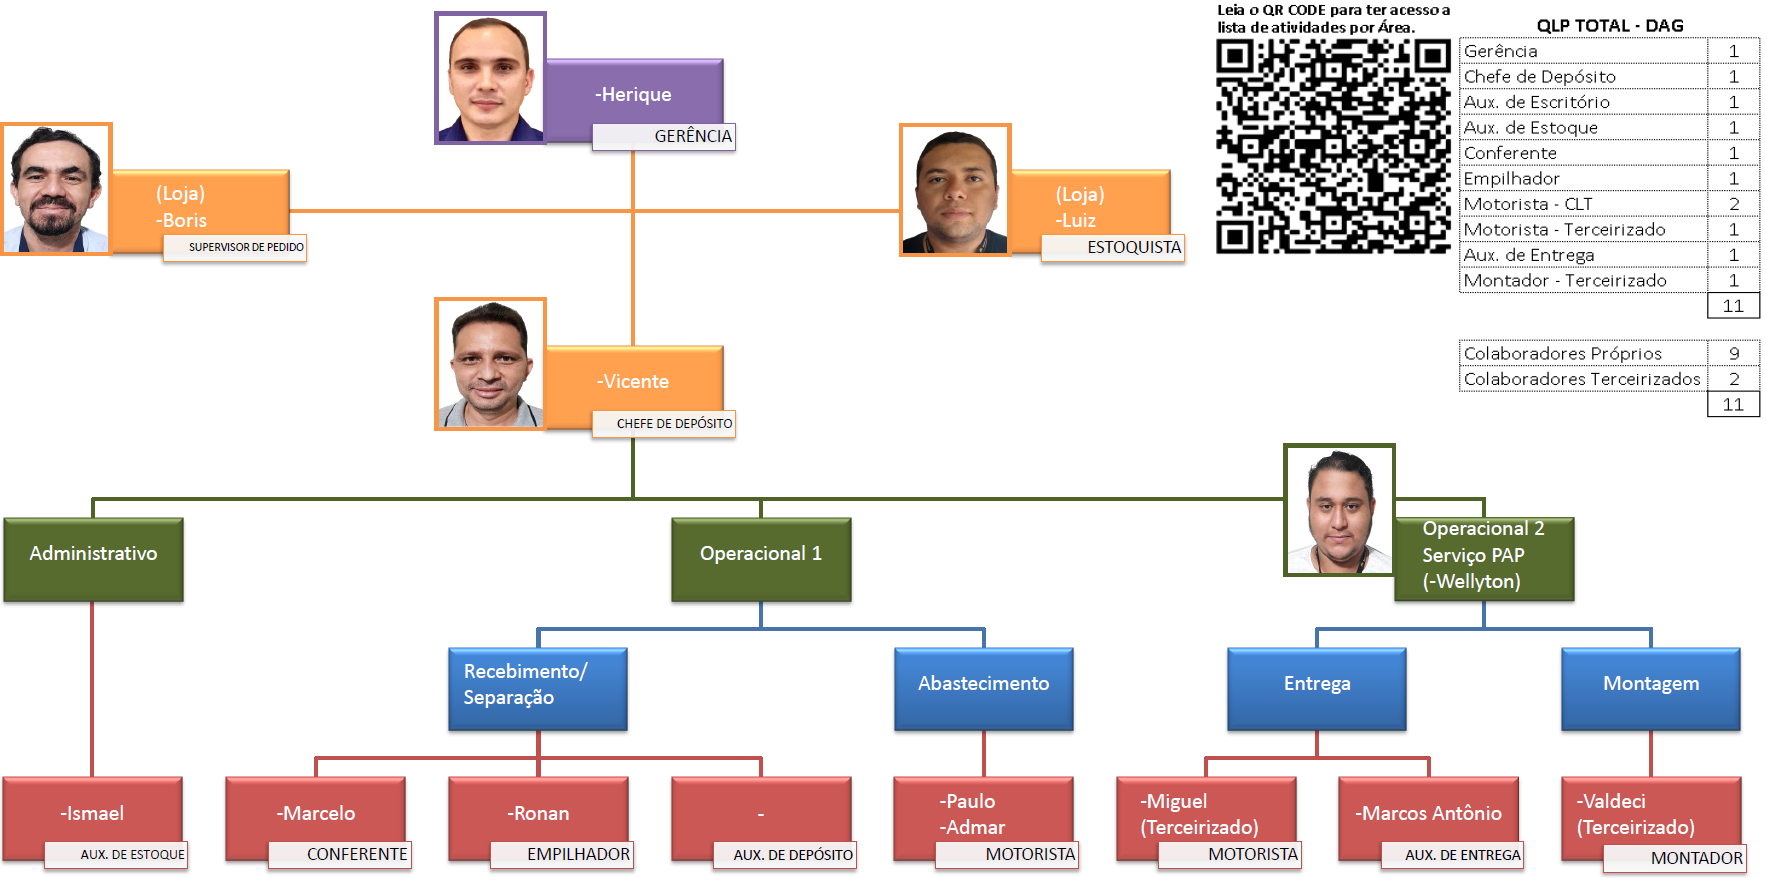 Leia o QR CODE para ter acesso a
lista de atividades por Área.
QLP TOTAL - DAG
Gerência 1
Chefe de Depósito 1
Aux. de Escritório 1
Aux. de Estoque 1
Conferente 1
Empilhador 1
Motorista - CLT 2
Motorista - Terceirizado 1
Aux. de Entrega 1
Montador - Terceirizado 1
11
Colaboradores Próprios 9
Colaboradores Terceirizados 2
11
-Herique
GERÊNCIA
(Loja)
-Boris
SUPERVISOR DE PEDIDO
(Loja)
-Luiz
ESTOQUISTA
-Vicente
CHEFE DE DEPÓSITO
Administrativo
Operacional 1
Operacional 2
Serviço PAP
(-Wellyton)
Recebimento/
Separação
Abastecimento
Entrega
Montagem
-Ismael
AUX. DE ESTOQUE
-Marcelo
CONFERENTE
-Ronan
EMPILHADOR
-
AUX. DE DEPÓSITO
-Paulo
-Admar
MOTORISTA
-Miguel
(Terceirizado)
MOTORISTA
-Marcos Antônio
AUX. DE ENTREGA
-Valdeci
(Terceirizado)
MONTADOR